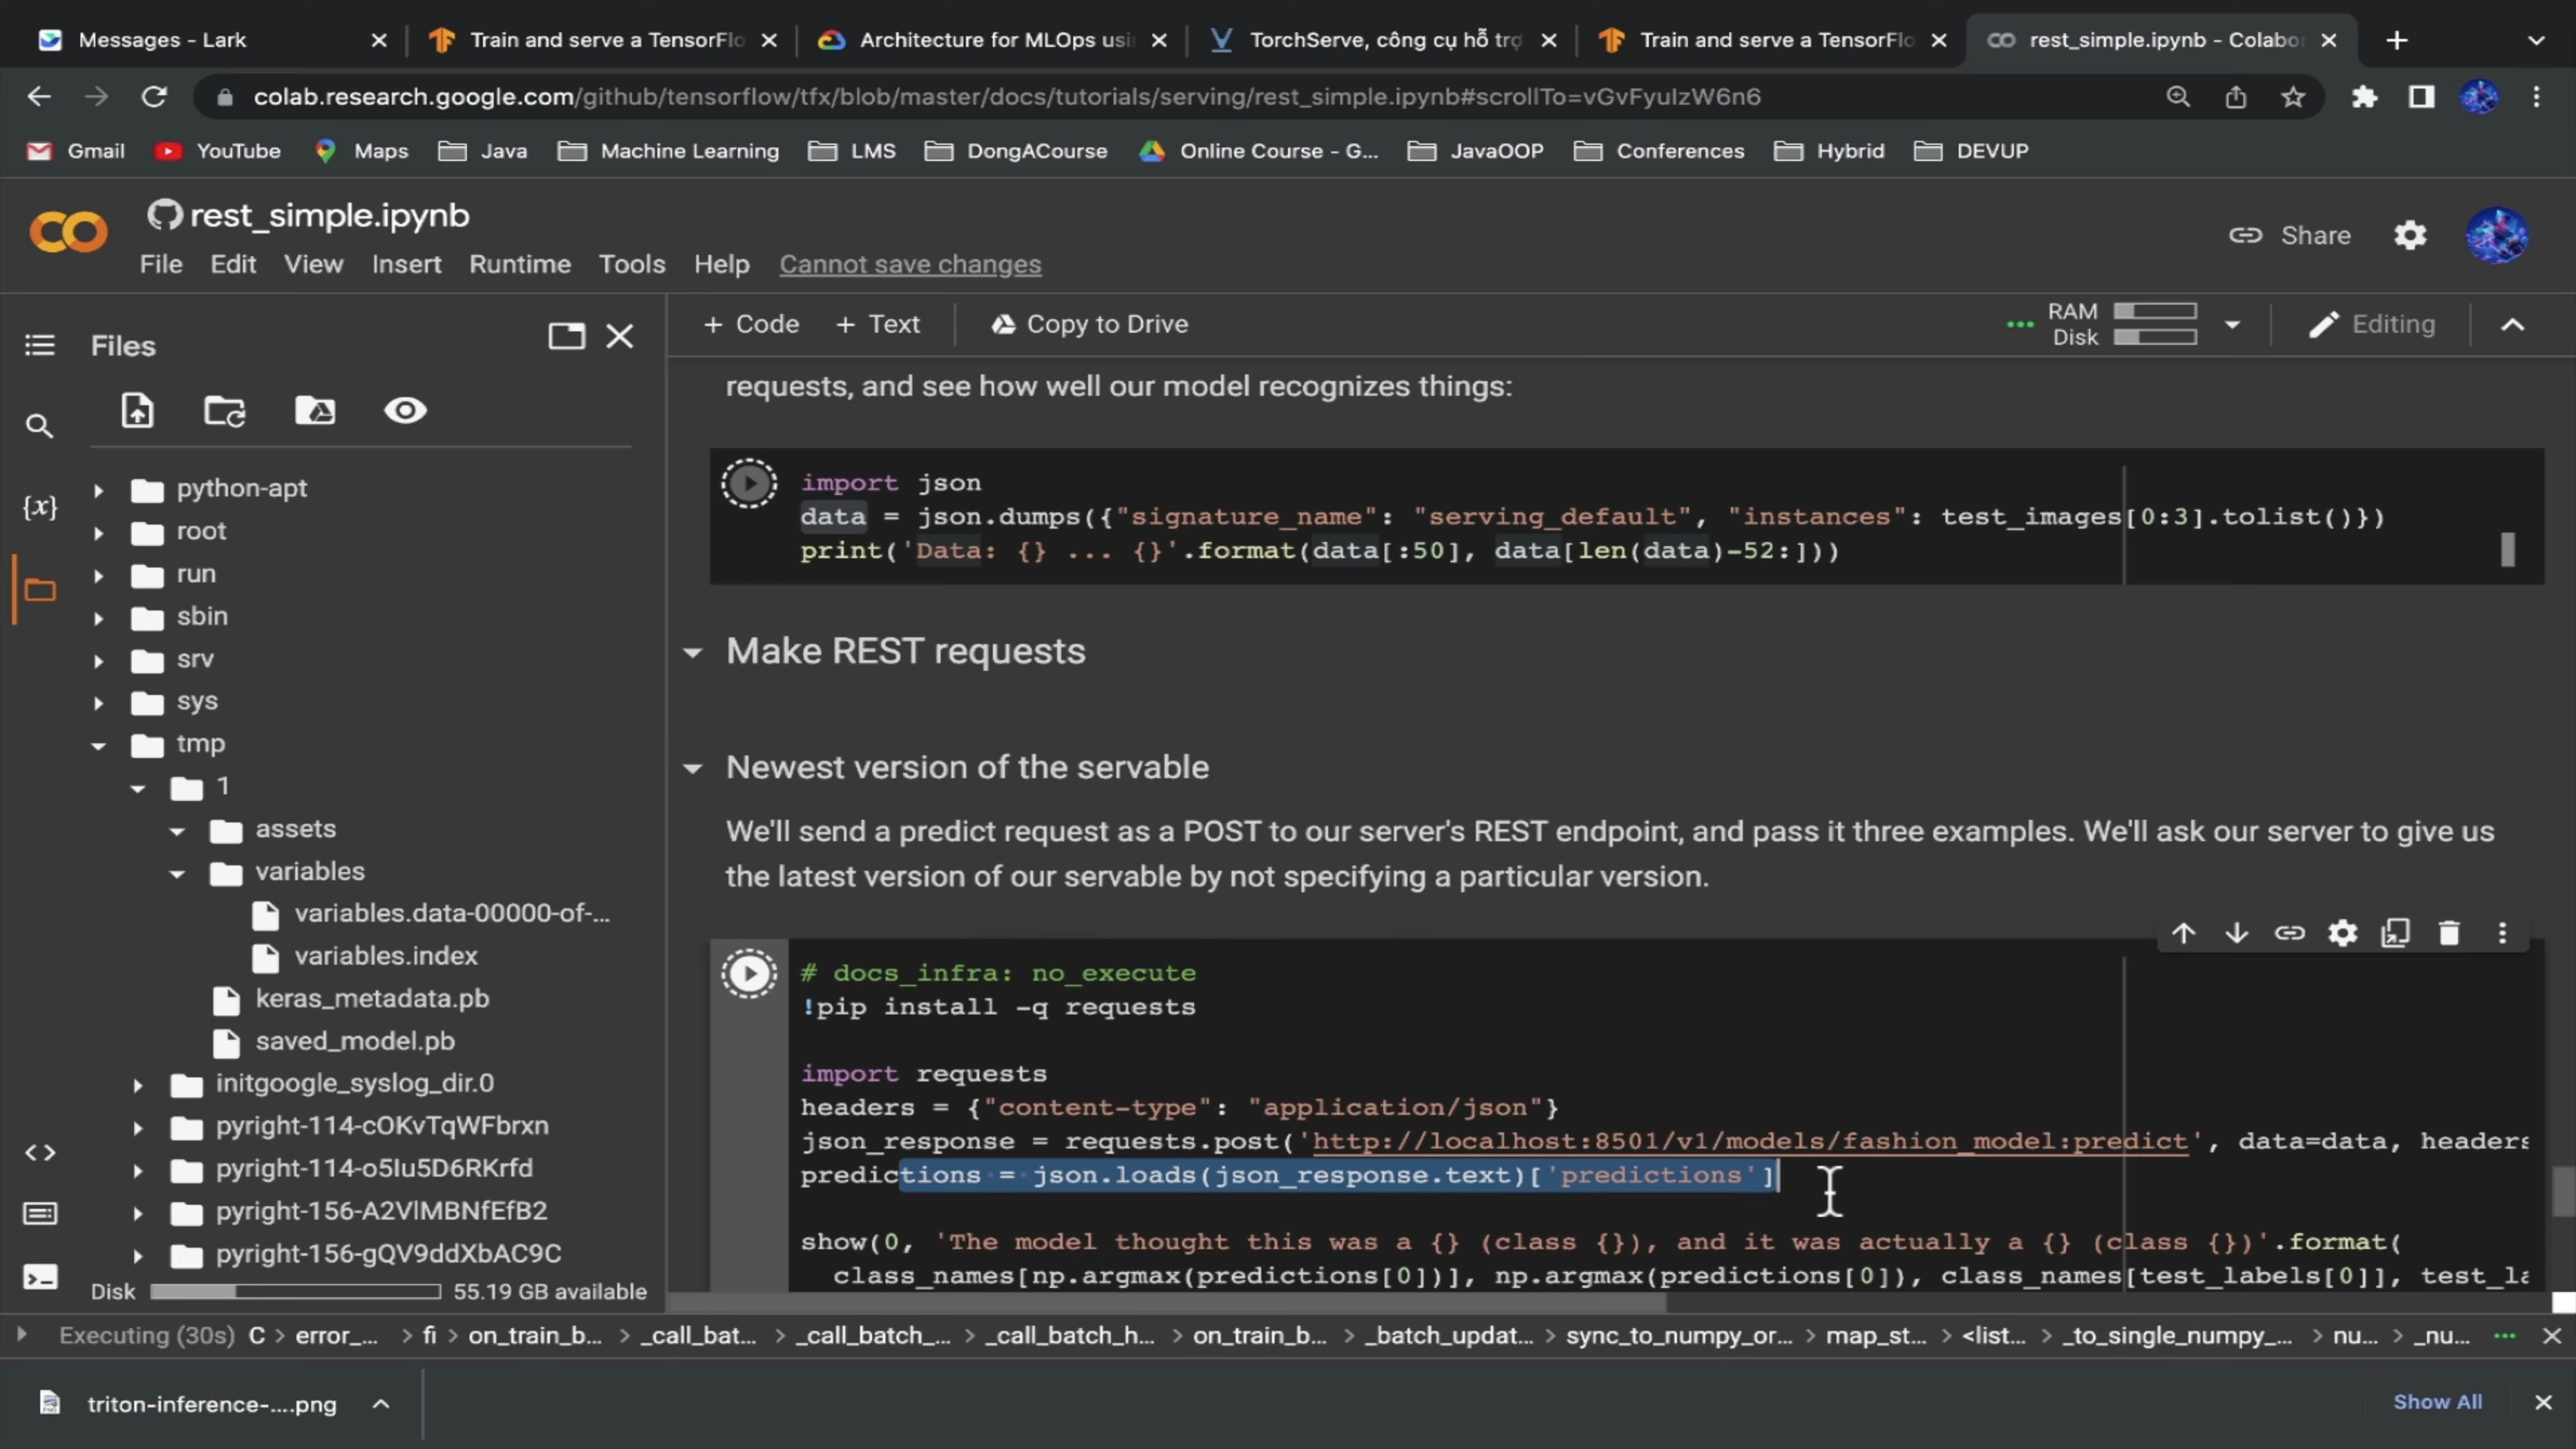 Messages - Lark
Train and serve a TensorFlo
Architecture for MLOps usi
TorchServe, công cụ hỗ trợ
Train and serve a TensorFlo
rest_simple.ipynb - Colabo
colab.research.google.com/github/tensorflow/tfx/blob/master/docs/tutorials/serving/rest_simple.ipynb#scrollTo=vGvFyuIzW6n6
Gmail YouTube Maps Java Machine Learning LMS DongACourse Online Course - G... JavaOOP Conferences Hybrid DEVUP
rest_simple.ipynb
File Edit View Insert Runtime Tools Help Cannot save changes
Share
Files
+ Code + Text Copy to Drive
RAM
Disk
Editing
python-apt
root
run
sbin
srv
sys
tmp
1
assets
variables
variables.data-00000-of-...
variables.index
keras_metadata.pb
saved_model.pb
initgoogle_syslog_dir.0
pyright-114-cOKvTqWFbrxn
pyright-114-o5Iu5D6RKrfd
pyright-156-A2VlMBNfEfB2
pyright-156-gQV9ddXbAC9C
Disk 55.19 GB available
requests, and see how well our model recognizes things:
import json
data = json.dumps({"signature_name": "serving_default", "instances": test_images[0:3].tolist()})
print('Data: {} ... {}'.format(data[:50], data[len(data)-52:]))
Make REST requests
Newest version of the servable
We'll send a predict request as a POST to our server's REST endpoint, and pass it three examples. We'll ask our server to give us
the latest version of our servable by not specifying a particular version.
# docs_infra: no_execute
!pip install -q requests
import requests
headers = {"content-type": "application/json"}
json_response = requests.post('http://localhost:8501/v1/models/fashion_model:predict', data=data, headers
predictions = json.loads(json_response.text)['predictions']
show(0, 'The model thought this was a {} (class {}), and it was actually a {} (class {})'.format(
class_names[np.argmax(predictions[0])], np.argmax(predictions[0]), class_names[test_labels[0]], test_la
Executing (30s) C > error_... > fi > on_train_b... > _call_bat... > _call_batch_... > _call_batch_h... > on_train_b... > _batch_updat... > sync_to_numpy_or... > map_st... > <list... > _to_single_numpy_... > nu... > _nu...
triton-inference-....png
Show All